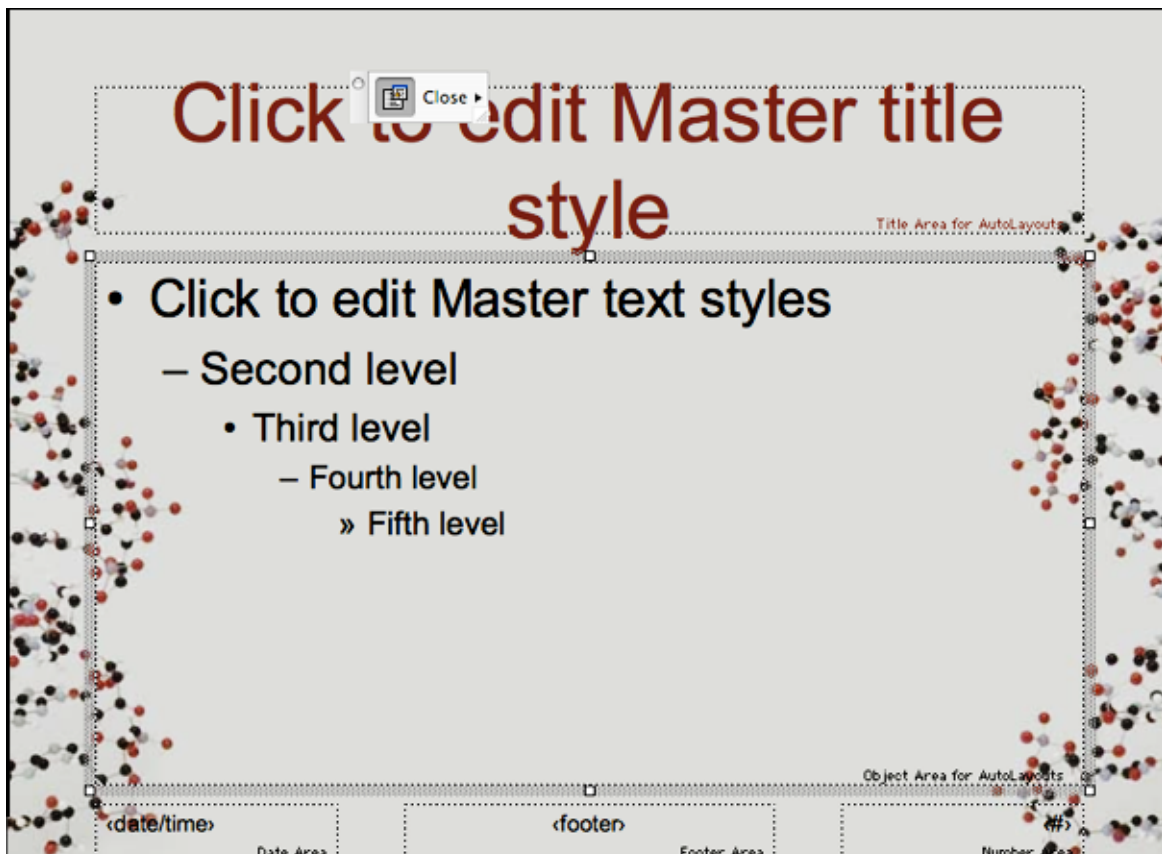 Close
Click to edit Master title
style
Title Area for AutoLayouts
• Click to edit Master text styles
– Second level
• Third level
– Fourth level
» Fifth level
Object Area for AutoLayouts
‹date/time›
‹footer›
‹#›
Date Area
Footer Area
Number Area